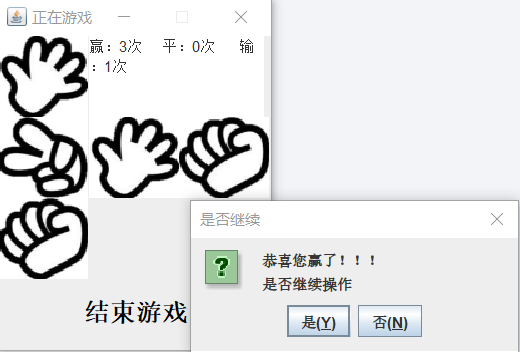 正在游戏
赢：3次 平：0次 输
：1次
是否继续
恭喜您赢了！！！
是否继续操作
是(Y) 否(N)
结束游戏